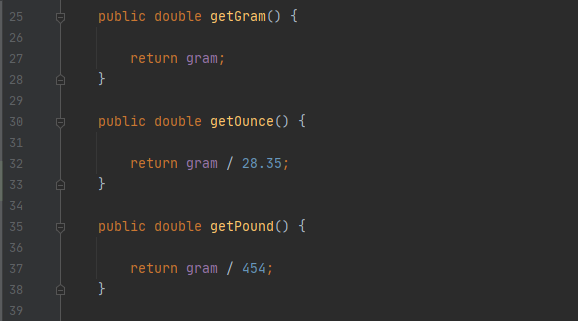 25 public double getGram() {
26
27 return gram;
28 }
29
30 public double getOunce() {
31
32 return gram / 28.35;
33 }
34
35 public double getPound() {
36
37 return gram / 454;
38 }
39